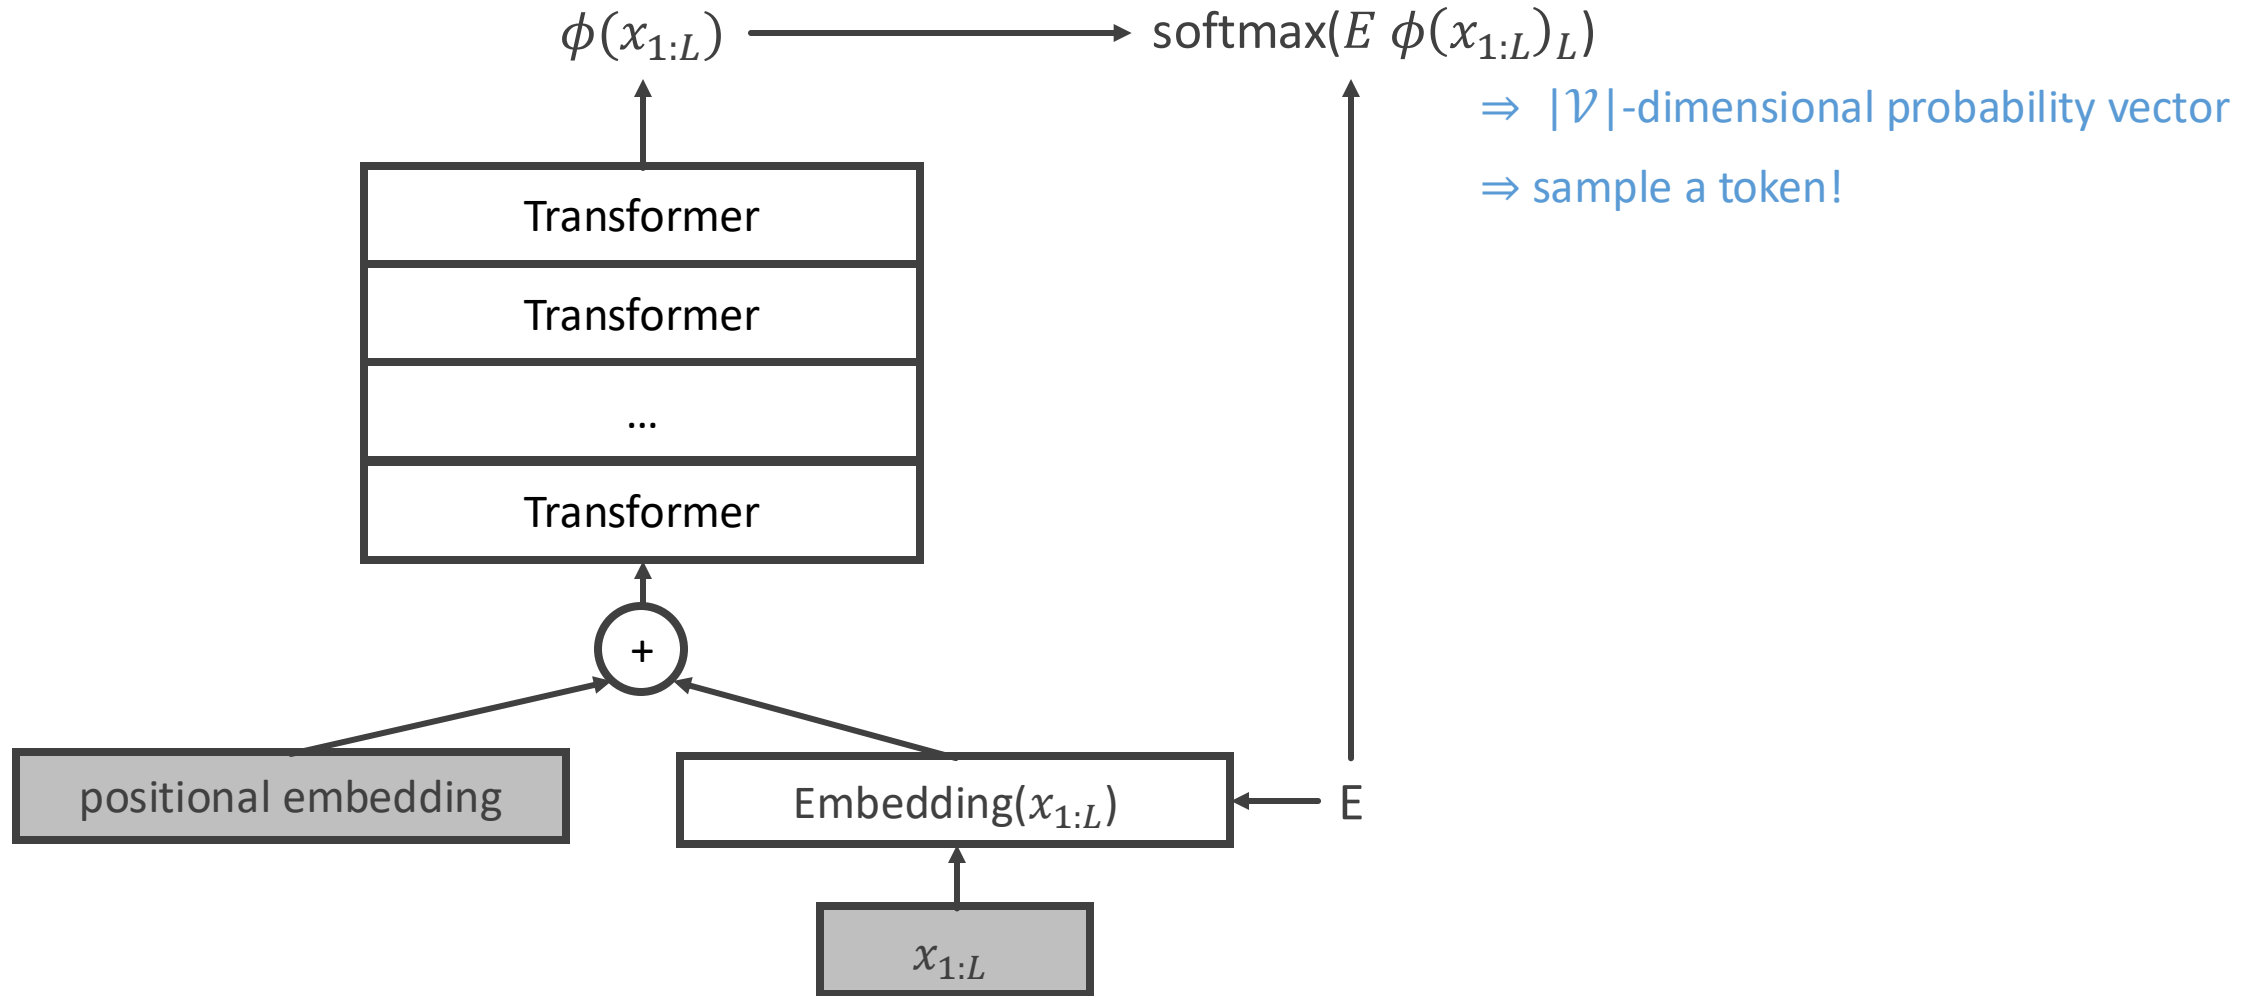 𝜙(𝑥₁:𝐿) softmax(𝐸 𝜙(𝑥₁:𝐿)𝐿)
⇒ |𝒱|-dimensional probability vector
⇒ sample a token!
Transformer
Transformer
...
Transformer
+
positional embedding
Embedding(𝑥₁:𝐿)
E
𝑥₁:𝐿